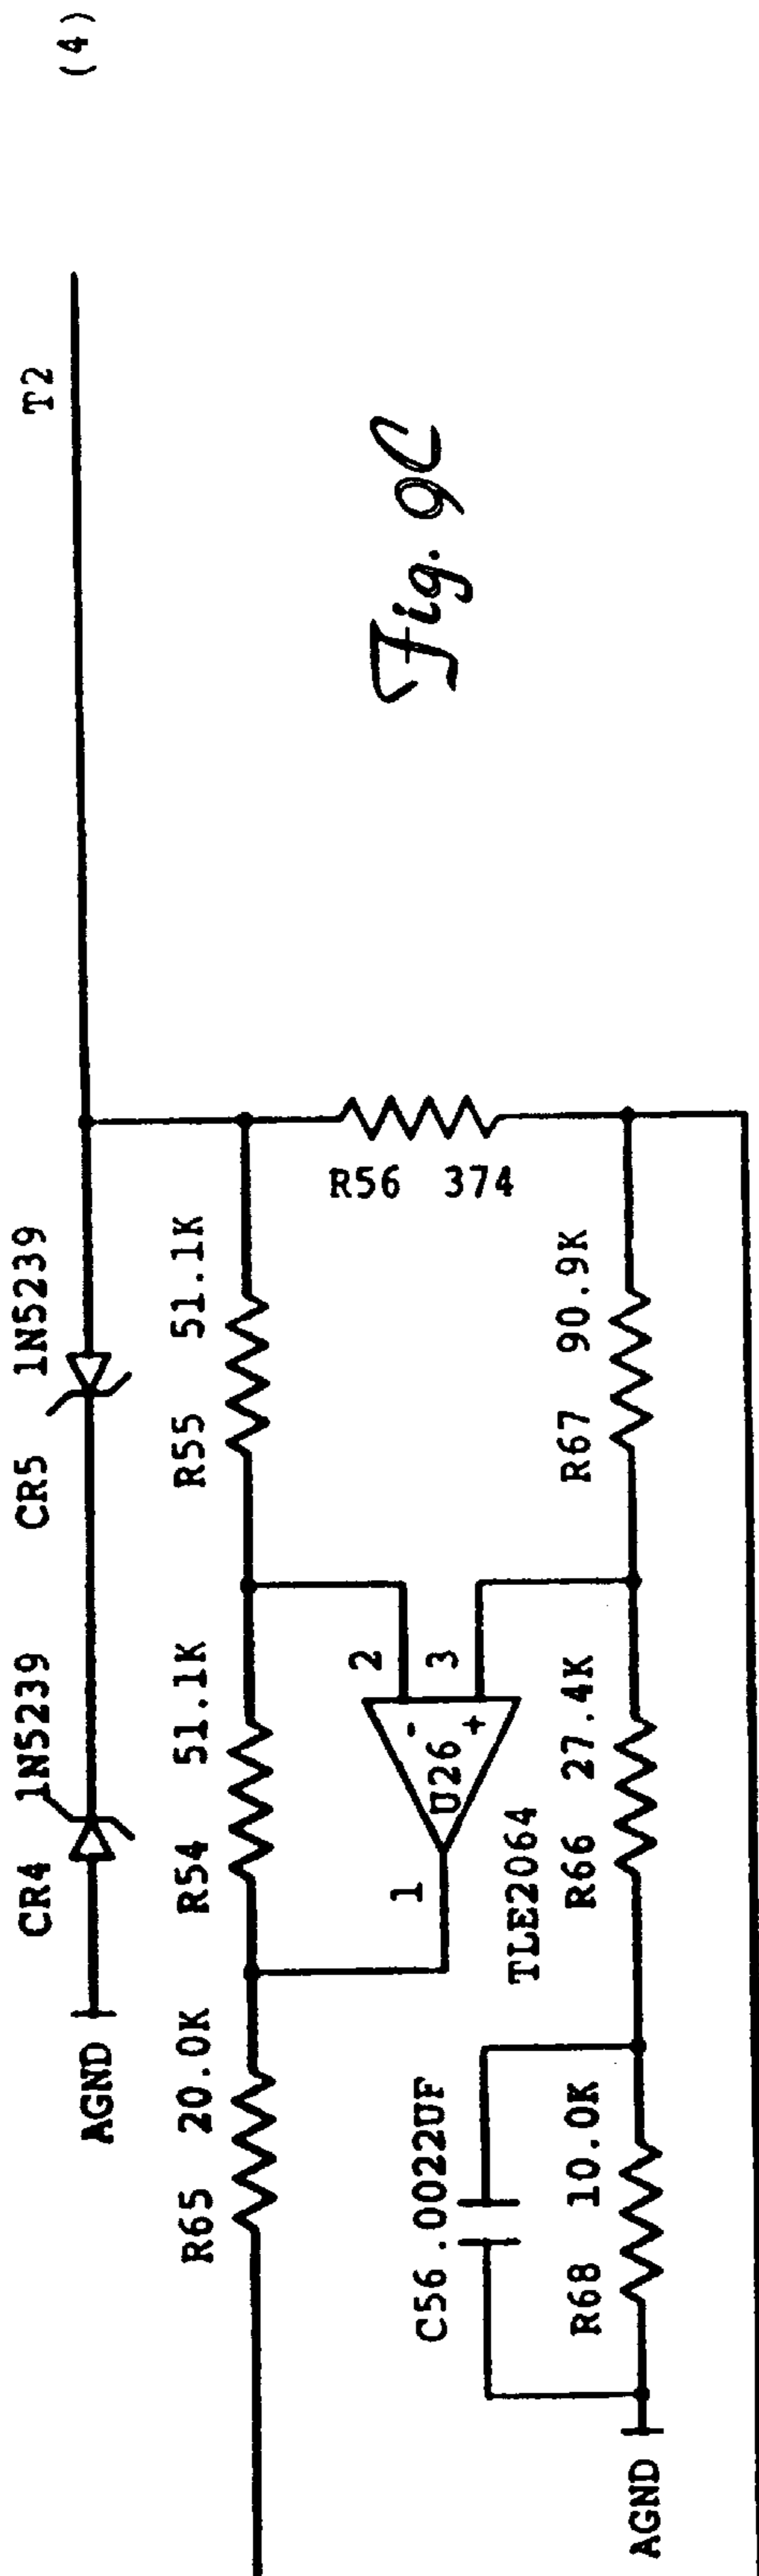 (4)
T2
CR4 1N5239
CR5 1N5239
AGND
R65 20.0K
R54 51.1K
R55 51.1K
R56 374
2
3
-
+
U26
1
TLE2064
C56 .0022UF
R68 10.0K
R66 27.4K
R67 90.9K
AGND
Fig. 9C